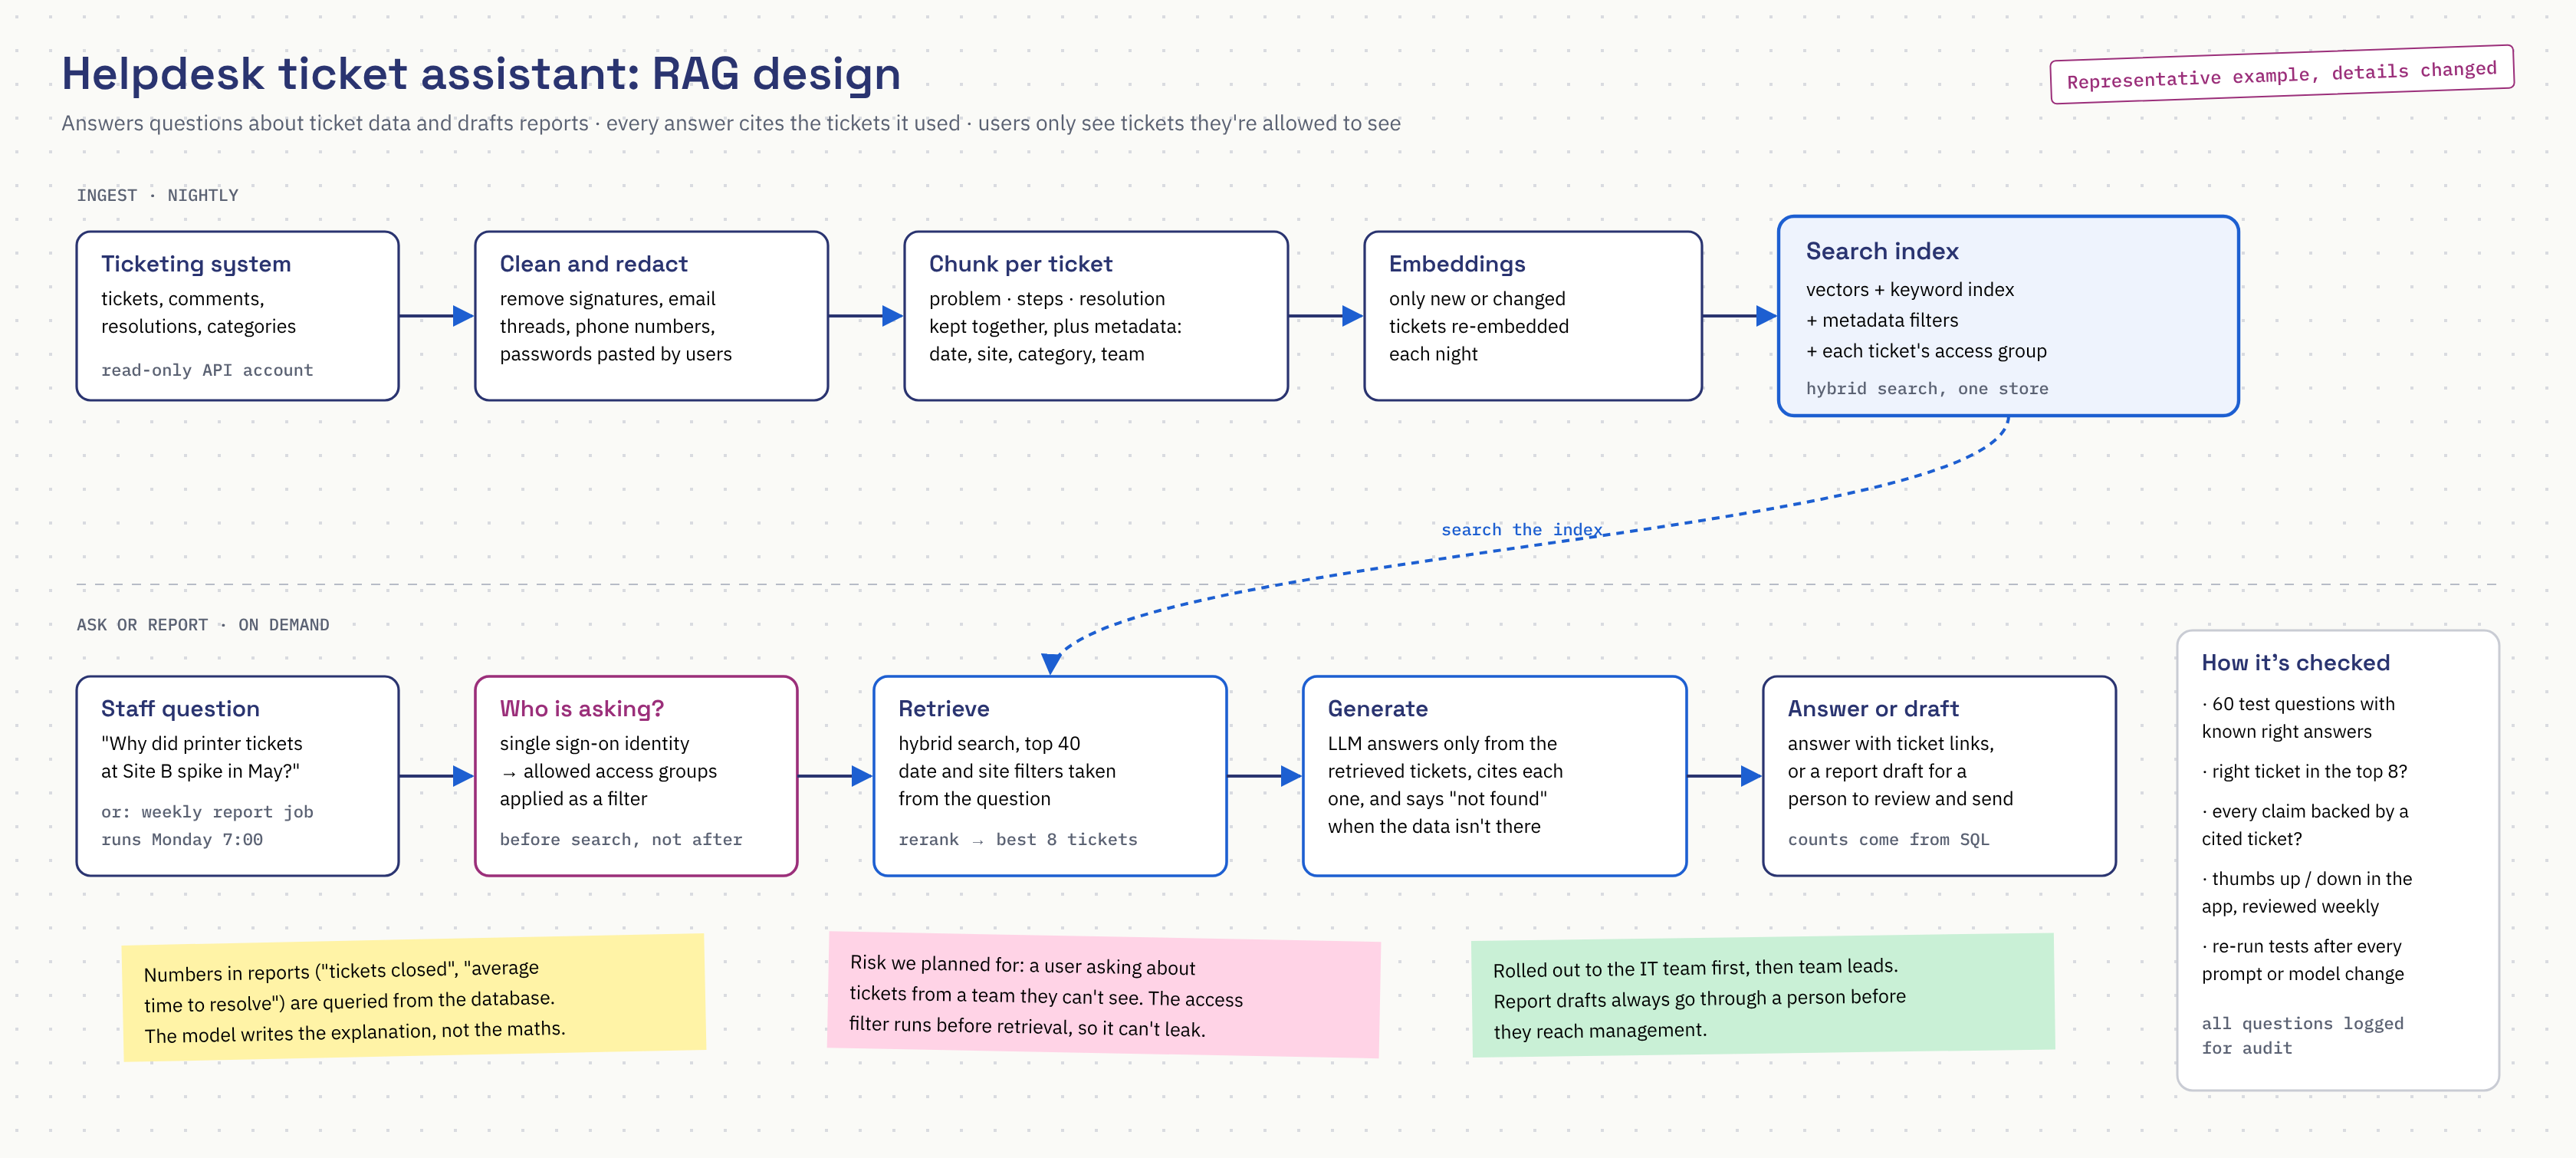 Helpdesk ticket assistant: RAG design
Representative example, details changed
Answers questions about ticket data and drafts reports · every answer cites the tickets it used · users only see tickets they're allowed to see
INGEST · NIGHTLY
Ticketing system
tickets, comments,
resolutions, categories
read-only API account
Clean and redact
remove signatures, email
threads, phone numbers,
passwords pasted by users
Chunk per ticket
problem · steps · resolution
kept together, plus metadata:
date, site, category, team
Embeddings
only new or changed
tickets re-embedded
each night
Search index
vectors + keyword index
+ metadata filters
+ each ticket's access group
hybrid search, one store
search the index
ASK OR REPORT · ON DEMAND
Staff question
"Why did printer tickets
at Site B spike in May?"
or: weekly report job
runs Monday 7:00
Who is asking?
single sign-on identity
→ allowed access groups
applied as a filter
before search, not after
Retrieve
hybrid search, top 40
date and site filters taken
from the question
rerank → best 8 tickets
Generate
LLM answers only from the
retrieved tickets, cites each
one, and says "not found"
when the data isn't there
Answer or draft
answer with ticket links,
or a report draft for a
person to review and send
counts come from SQL
How it's checked
· 60 test questions with
known right answers
· right ticket in the top 8?
· every claim backed by a
cited ticket?
· thumbs up / down in the
app, reviewed weekly
· re-run tests after every
prompt or model change
all questions logged
for audit
Numbers in reports ("tickets closed", "average
time to resolve") are queried from the database.
The model writes the explanation, not the maths.
Risk we planned for: a user asking about
tickets from a team they can't see. The access
filter runs before retrieval, so it can't leak.
Rolled out to the IT team first, then team leads.
Report drafts always go through a person before
they reach management.